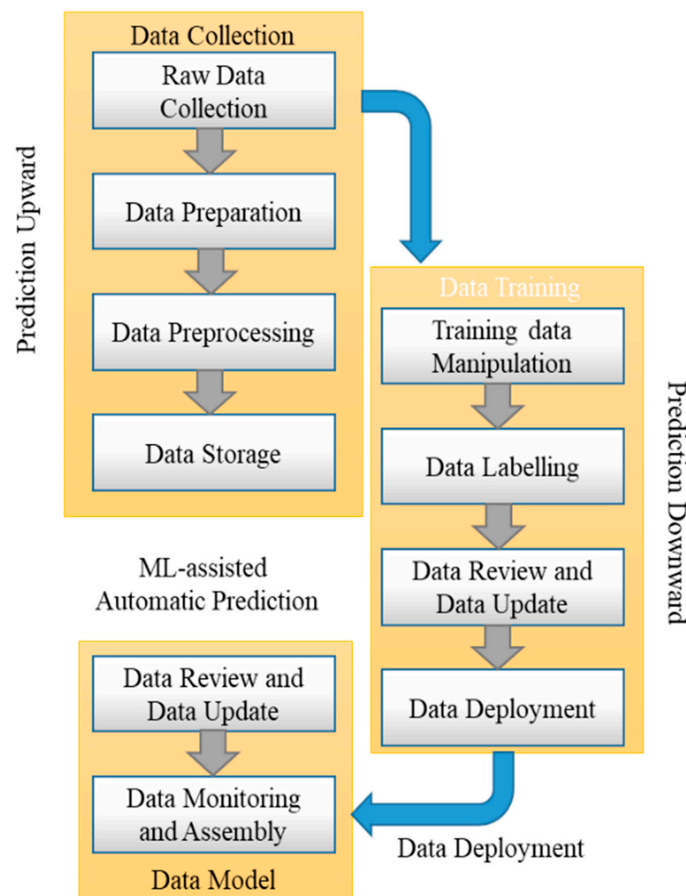 Data Collection
Raw Data
Collection
Data Preparation
Data Preprocessing
Data Storage
Prediction Upward
Data Training
Training data
Manipulation
Data Labelling
Data Review and
Data Update
Data Deployment
Prediction Downward
ML-assisted
Automatic Prediction
Data Review and
Data Update
Data Monitoring
and Assembly
Data Model
Data Deployment